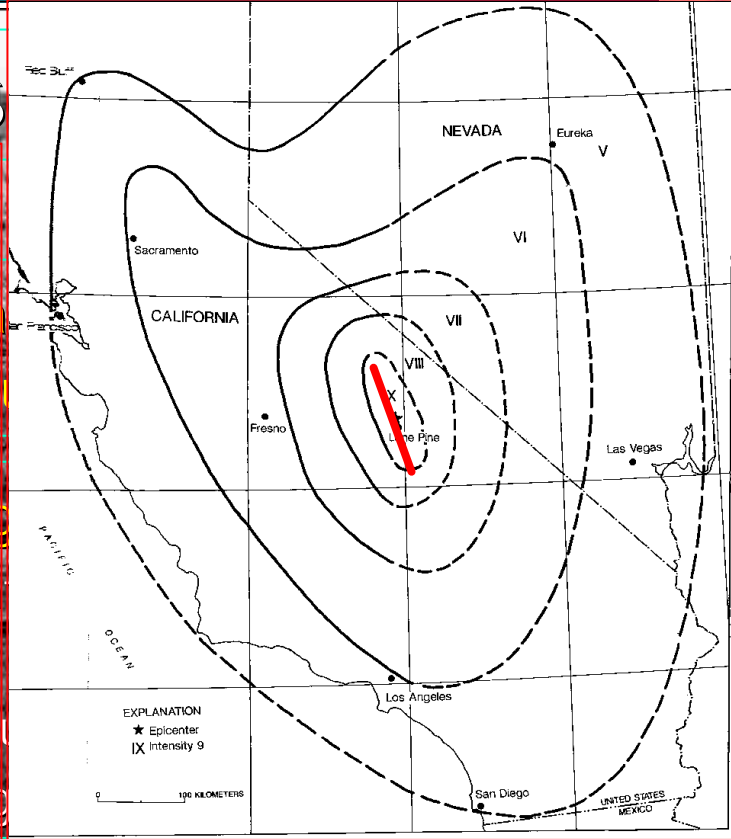 NEVADA
Eureka
V
Sacramento
VI
CALIFORNIA
VII
VIII
Fresno
Las Vegas
PACIFIC
OCEAN
Los Angeles
EXPLANATION
★ Epicenter
IX Intensity 9
0 100 KILOMETERS
San Diego
UNITED STATES
MEXICO